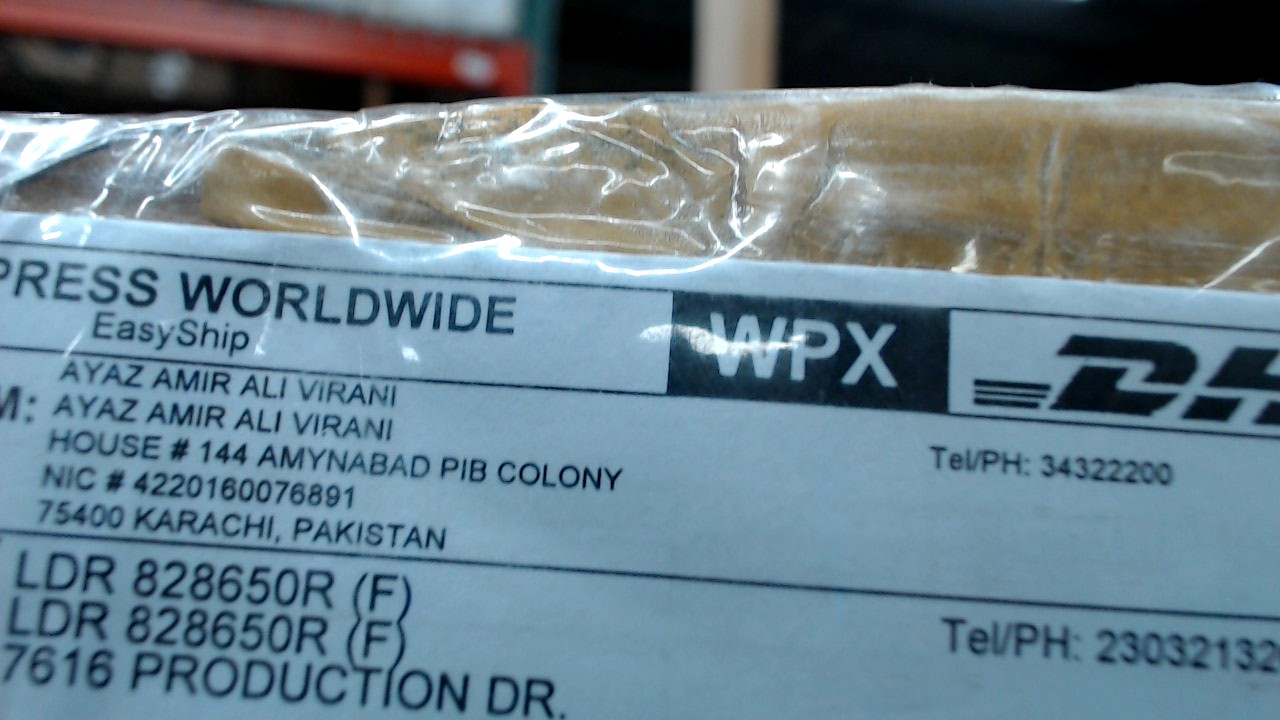 PRESS WORLDWIDE
EasyShip
WPX
AYAZ AMIR ALI VIRANI
M: AYAZ AMIR ALI VIRANI
HOUSE # 144 AMYNABAD PIB COLONY
Tel/PH: 34322200
NIC # 4220160076891
75400 KARACHI, PAKISTAN
LDR 828650R (F)
LDR 828650R (F)
Tel/PH: 23032132
7616 PRODUCTION DR.